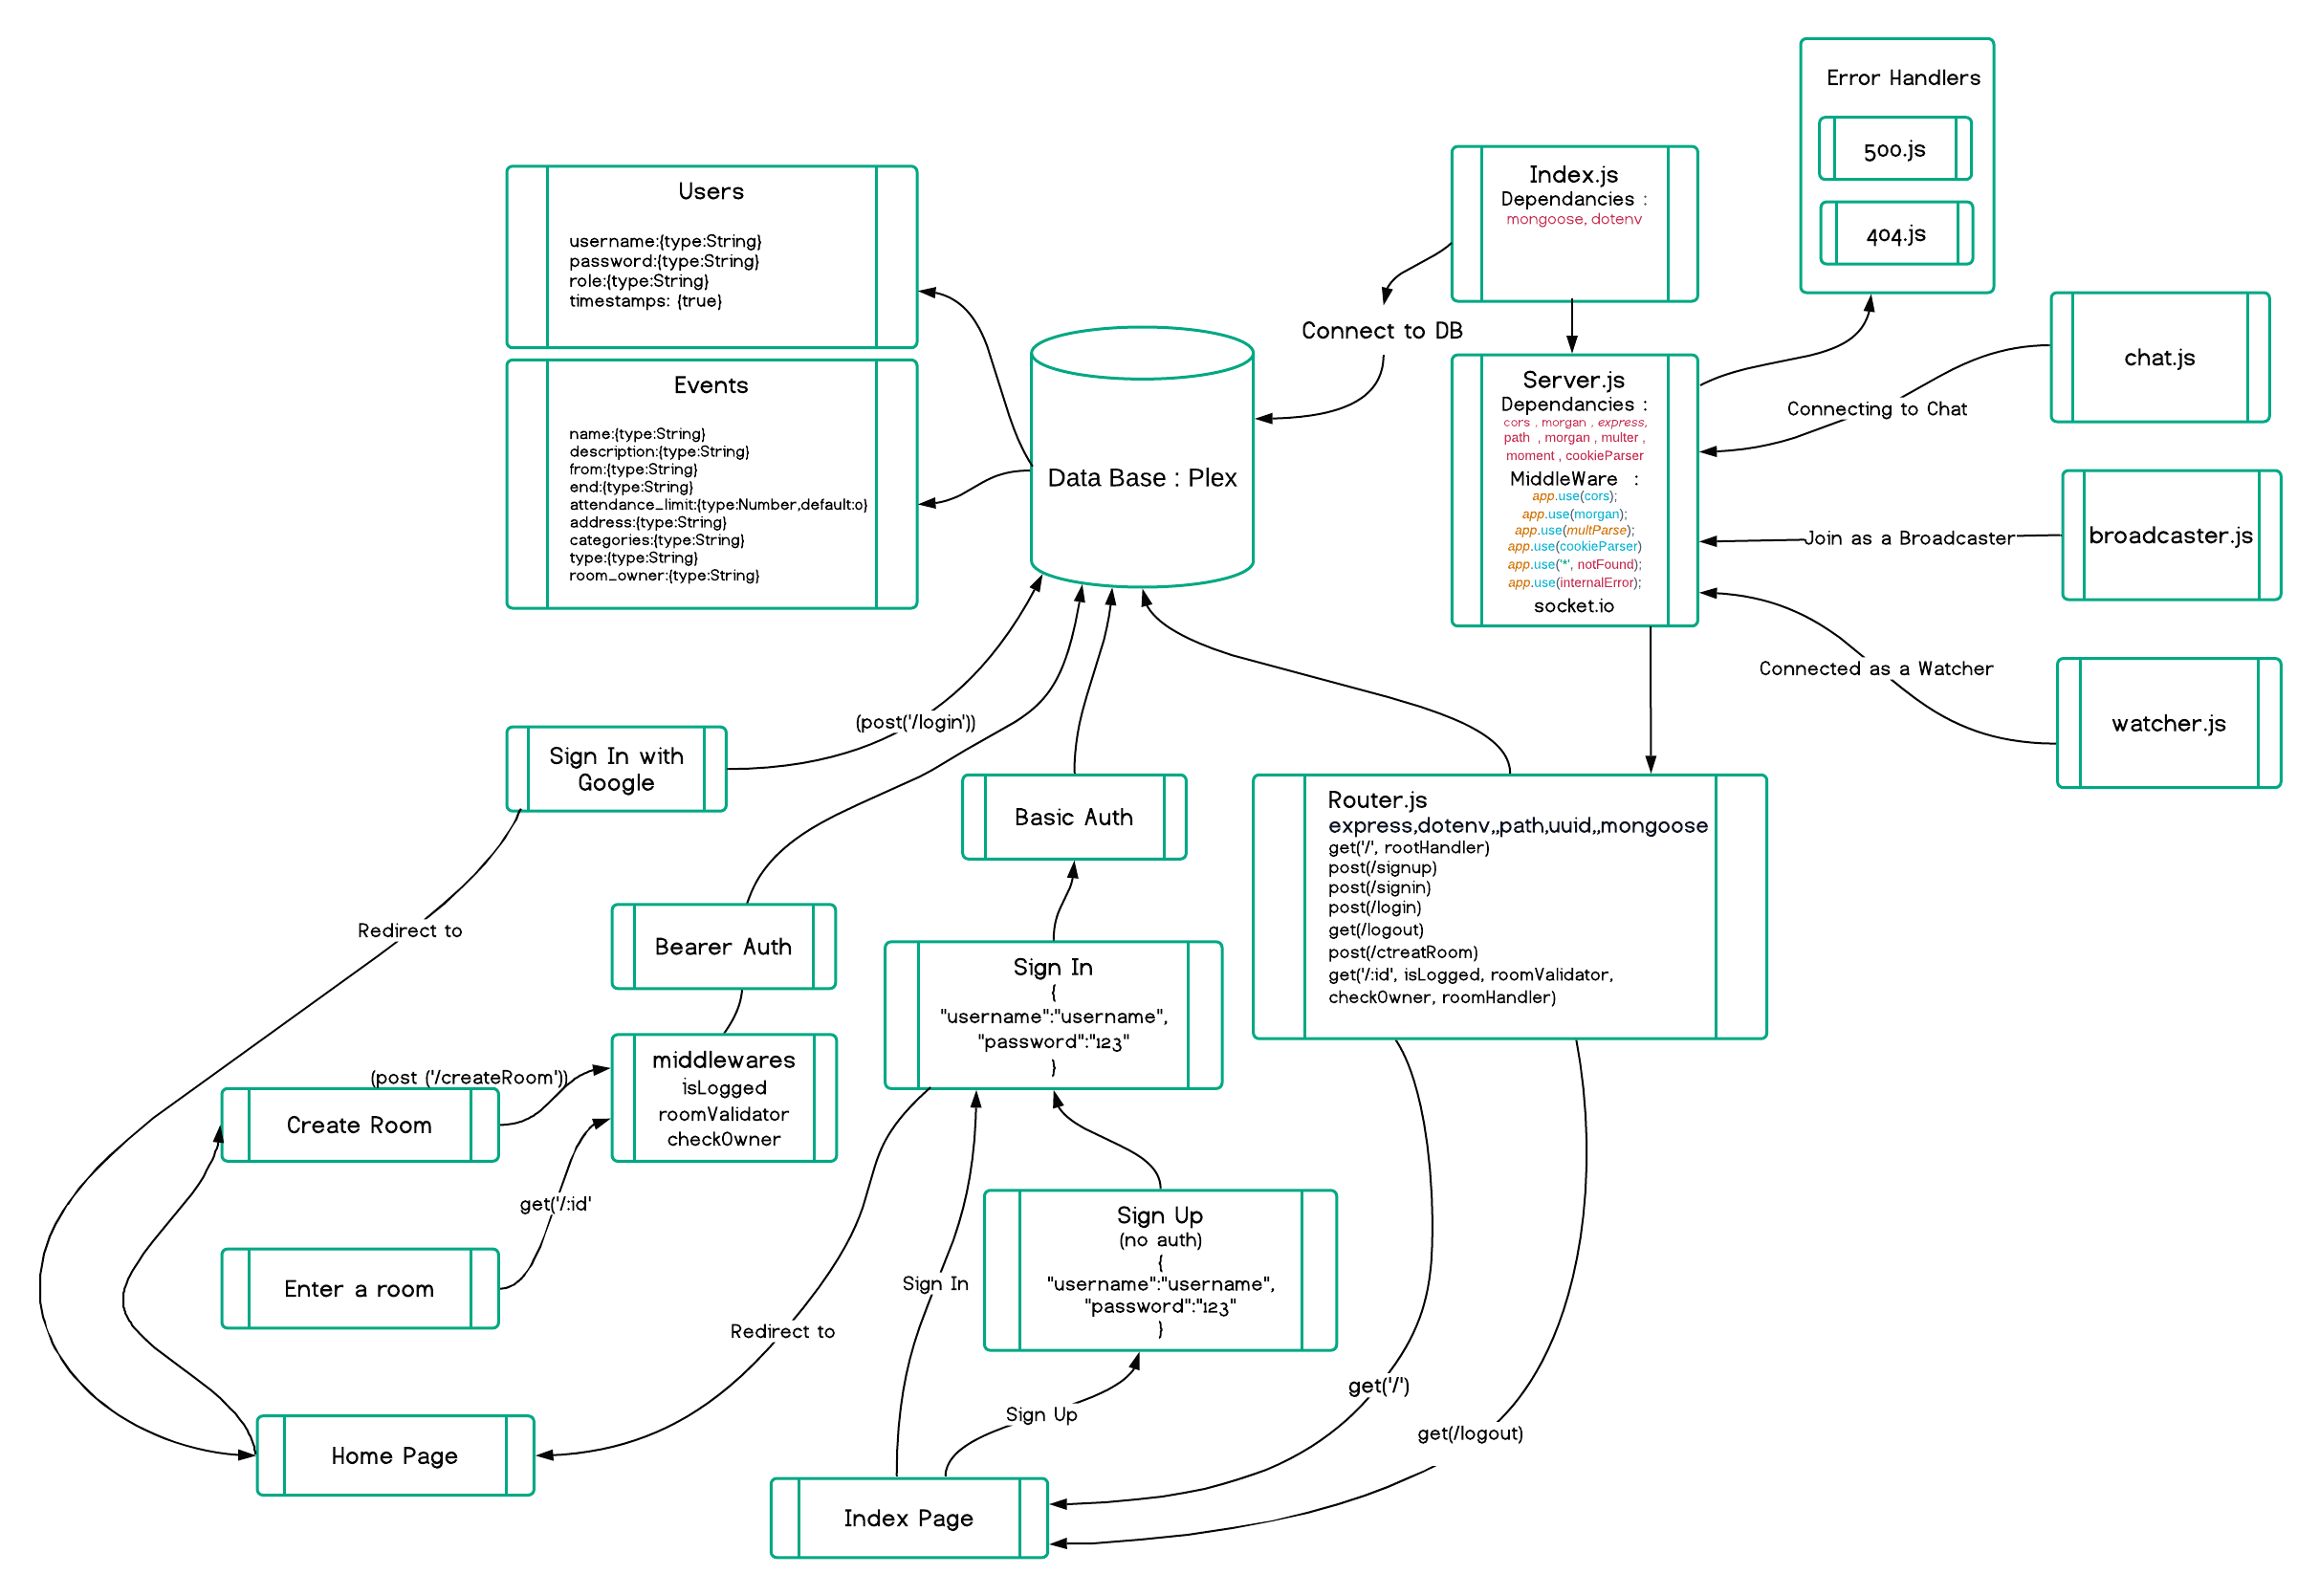 Error Handlers
500.js
404.js
Index.js
Dependancies :
mongoose, dotenv
Users
username:{type:String}
password:{type:String}
role:{type:String}
timestamps: {true}
Events
name:{type:String}
description:{type:String}
from:{type:String}
end:{type:String}
attendance_limit:{type:Number,default:0}
address:{type:String}
categories:{type:String}
type:{type:String}
room_owner:{type:String}
Data Base : Plex
Connect to DB
Server.js
Dependancies :
cors , morgan , express,
path , morgan , multer ,
moment , cookieParser
MiddleWare :
app.use(cors);
app.use(morgan);
app.use(multParse);
app.use(cookieParser)
app.use('*', notFound);
app.use(internalError);
socket.io
chat.js
Connecting to Chat
broadcaster.js
Join as a Broadcaster
watcher.js
Connected as a Watcher
Sign In with
Google
(post('/login'))
Basic Auth
Router.js
express,dotenv,,path,uuid,,mongoose
get('/', rootHandler)
post(/signup)
post(/signin)
post(/login)
get(/logout)
post(/ctreatRoom)
get('/:id', isLogged, roomValidator,
checkOwner, roomHandler)
Redirect to
Bearer Auth
Sign In
{
"username":"username",
"password":"123"
}
middlewares
isLogged
roomValidator
checkOwner
(post ('/createRoom'))
Create Room
get('/:id'
Enter a room
Sign Up
(no auth)
{
"username":"username",
"password":"123"
}
Sign In
Redirect to
Sign Up
get('/')
get(/logout)
Home Page
Index Page